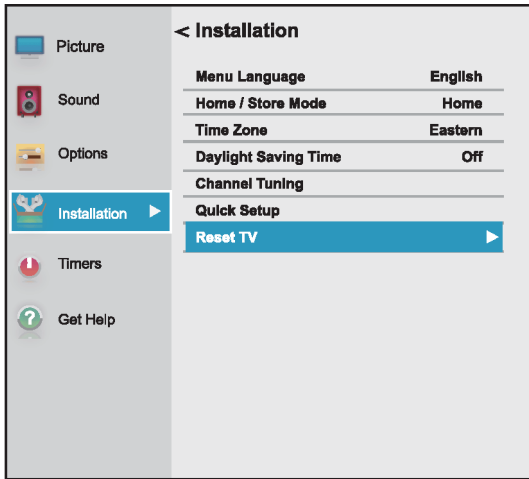 Picture
Sound
Options
Installation
Timers
Get Help
< Installation
Menu Language English
Home / Store Mode Home
Time Zone Eastern
Daylight Saving Time Off
Channel Tuning
Quick Setup
Reset TV